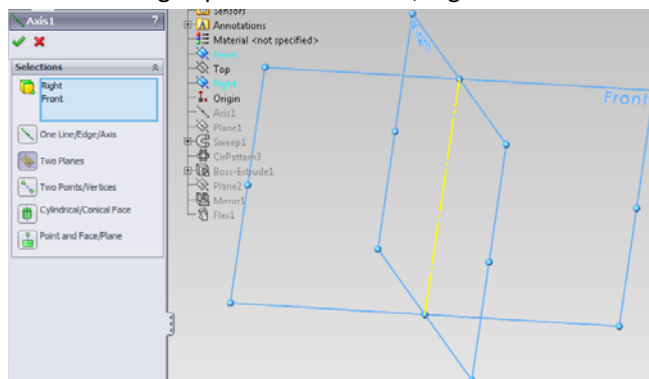 Axis1 ?
Selections
Right
Front
One Line/Edge/Axis
Two Planes
Two Points/Vertices
Cylindrical/Conical Face
Point and Face/Plane
Sensors
Annotations
Material <not specified>
Front
Top
Right
Origin
Axis1
Plane1
Sweep1
CirPattern3
Boss-Extrude1
Plane2
Mirror1
Flex1
Right
Front